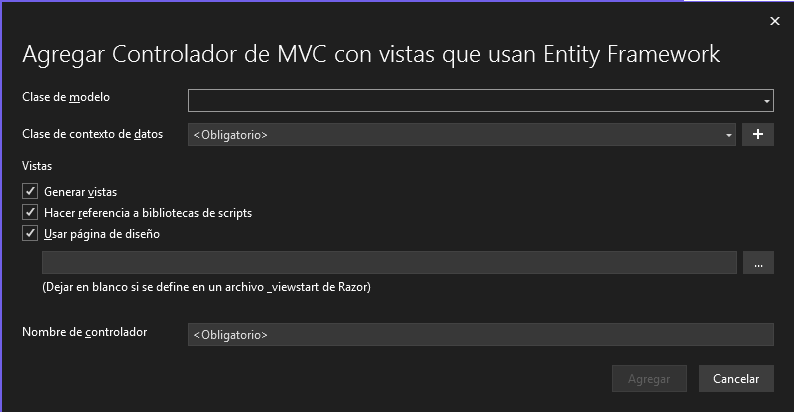 Agregar Controlador de MVC con vistas que usan Entity Framework
Clase de modelo
Clase de contexto de datos
<Obligatorio>
Vistas
Generar vistas
Hacer referencia a bibliotecas de scripts
Usar página de diseño
...
(Dejar en blanco si se define en un archivo _viewstart de Razor)
Nombre de controlador
<Obligatorio>
Agregar
Cancelar